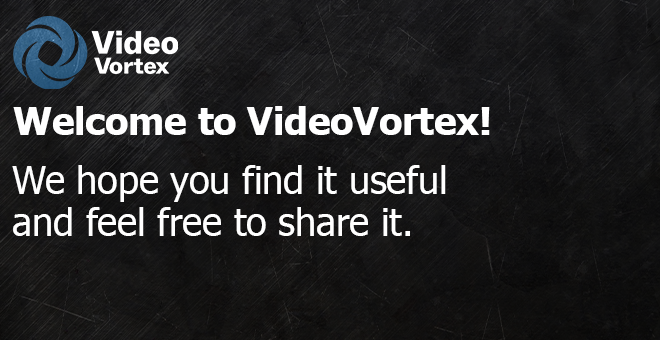 Video
Vortex
Welcome to VideoVortex!
We hope you find it useful
and feel free to share it.